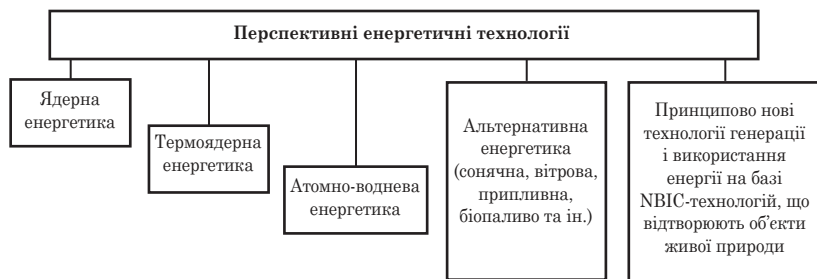 Перспективні енергетичні технології
Ядерна
енергетика
Термоядерна
енергетика
Атомно-воднева
енергетика
Альтернативна
енергетика
(сонячна, вітрова,
припливна,
біопаливо та ін.)
Принципово нові
технології генерації
і використання
енергії на базі
NBIC-технологій, що
відтворюють об’єкти
живої природи